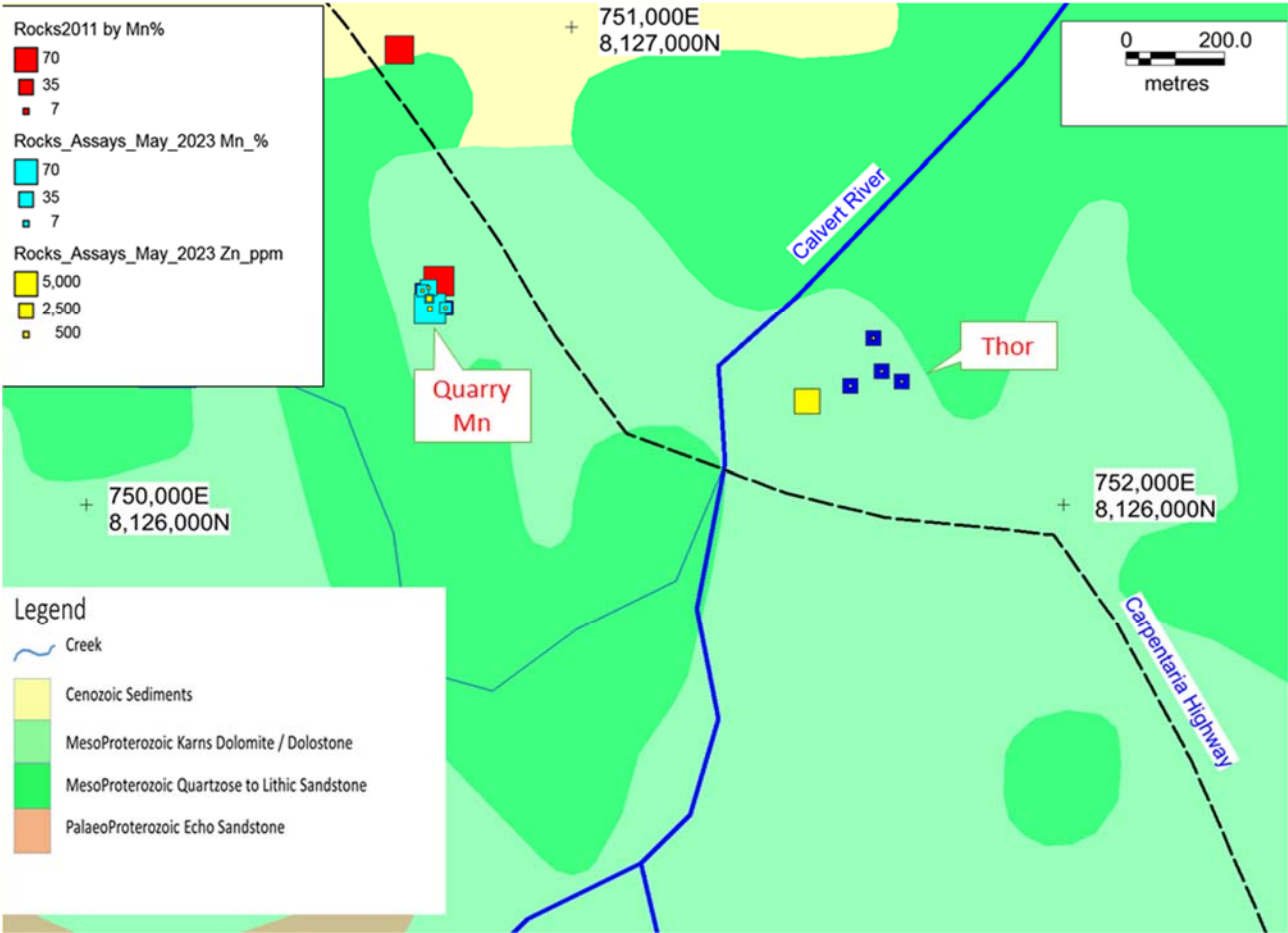 Rocks2011 by Mn%
70
35
7
Rocks_Assays_May_2023 Mn_%
70
35
7
Rocks_Assays_May_2023 Zn_ppm
5,000
2,500
500
751,000E
8,127,000N
0 200.0
metres
Calvert River
Thor
Quarry
Mn
750,000E
8,126,000N
752,000E
8,126,000N
Carpentaria Highway
Legend
Creek
Cenozoic Sediments
MesoProterozoic Karns Dolomite / Dolostone
MesoProterozoic Quartzose to Lithic Sandstone
PalaeoProterozoic Echo Sandstone